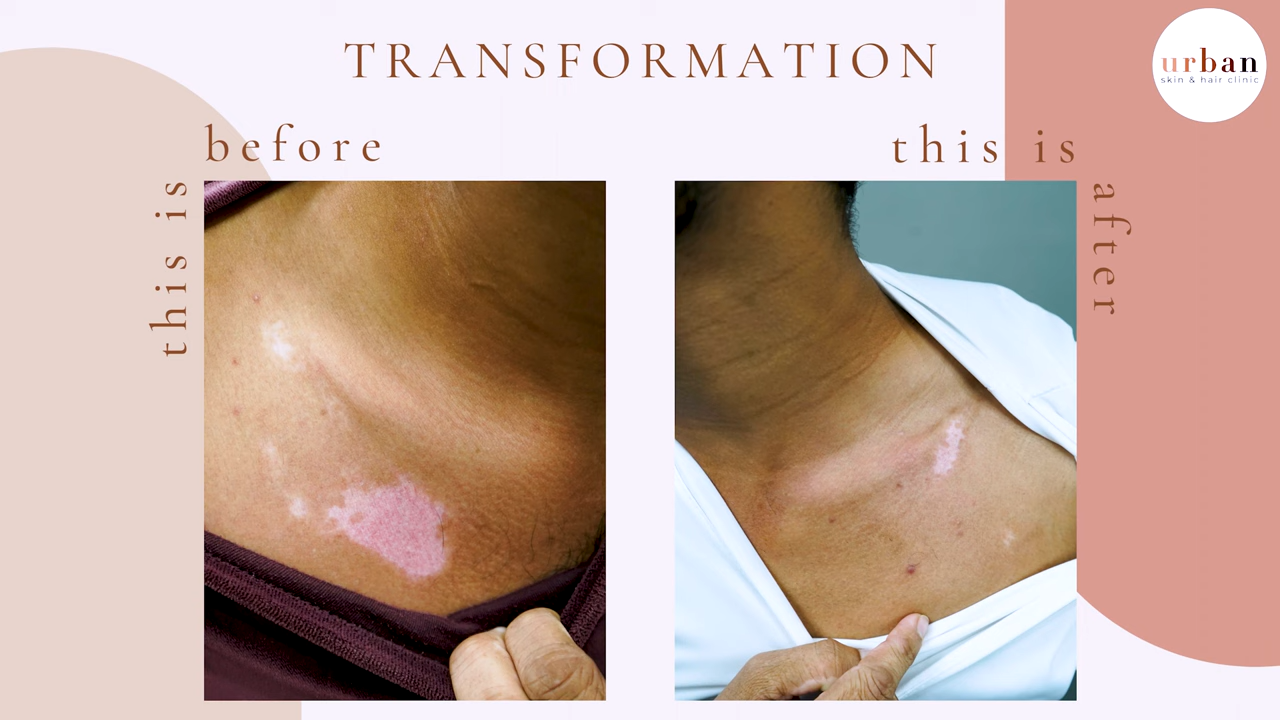 TRANSFORMATION
urban
skin & hair clinic
this is
before
this is
after